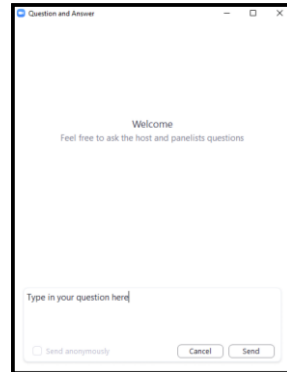 Question and Answer
Welcome
Feel free to ask the host and panelists questions
Type in your question here
Send anonymously
Cancel
Send